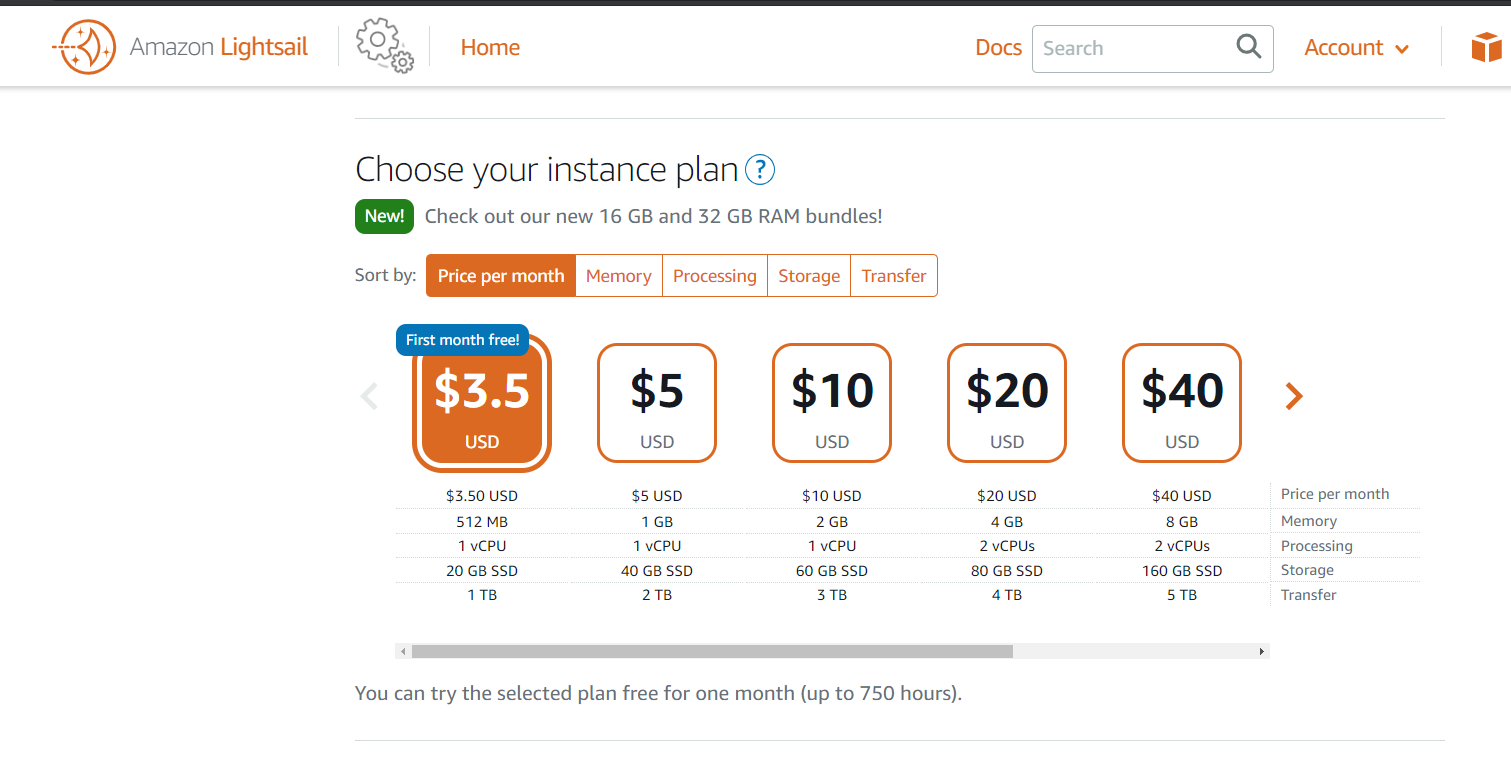 Amazon Lightsail Home Docs Search Account
Choose your instance plan ?
New! Check out our new 16 GB and 32 GB RAM bundles!
Sort by: Price per month Memory Processing Storage Transfer
First month free!
$3.5 $5 $10 $20 $40
USD USD USD USD USD
$3.50 USD $5 USD $10 USD $20 USD $40 USD Price per month
512 MB 1 GB 2 GB 4 GB 8 GB Memory
1 vCPU 1 vCPU 1 vCPU 2 vCPUs 2 vCPUs Processing
20 GB SSD 40 GB SSD 60 GB SSD 80 GB SSD 160 GB SSD Storage
1 TB 2 TB 3 TB 4 TB 5 TB Transfer
You can try the selected plan free for one month (up to 750 hours).